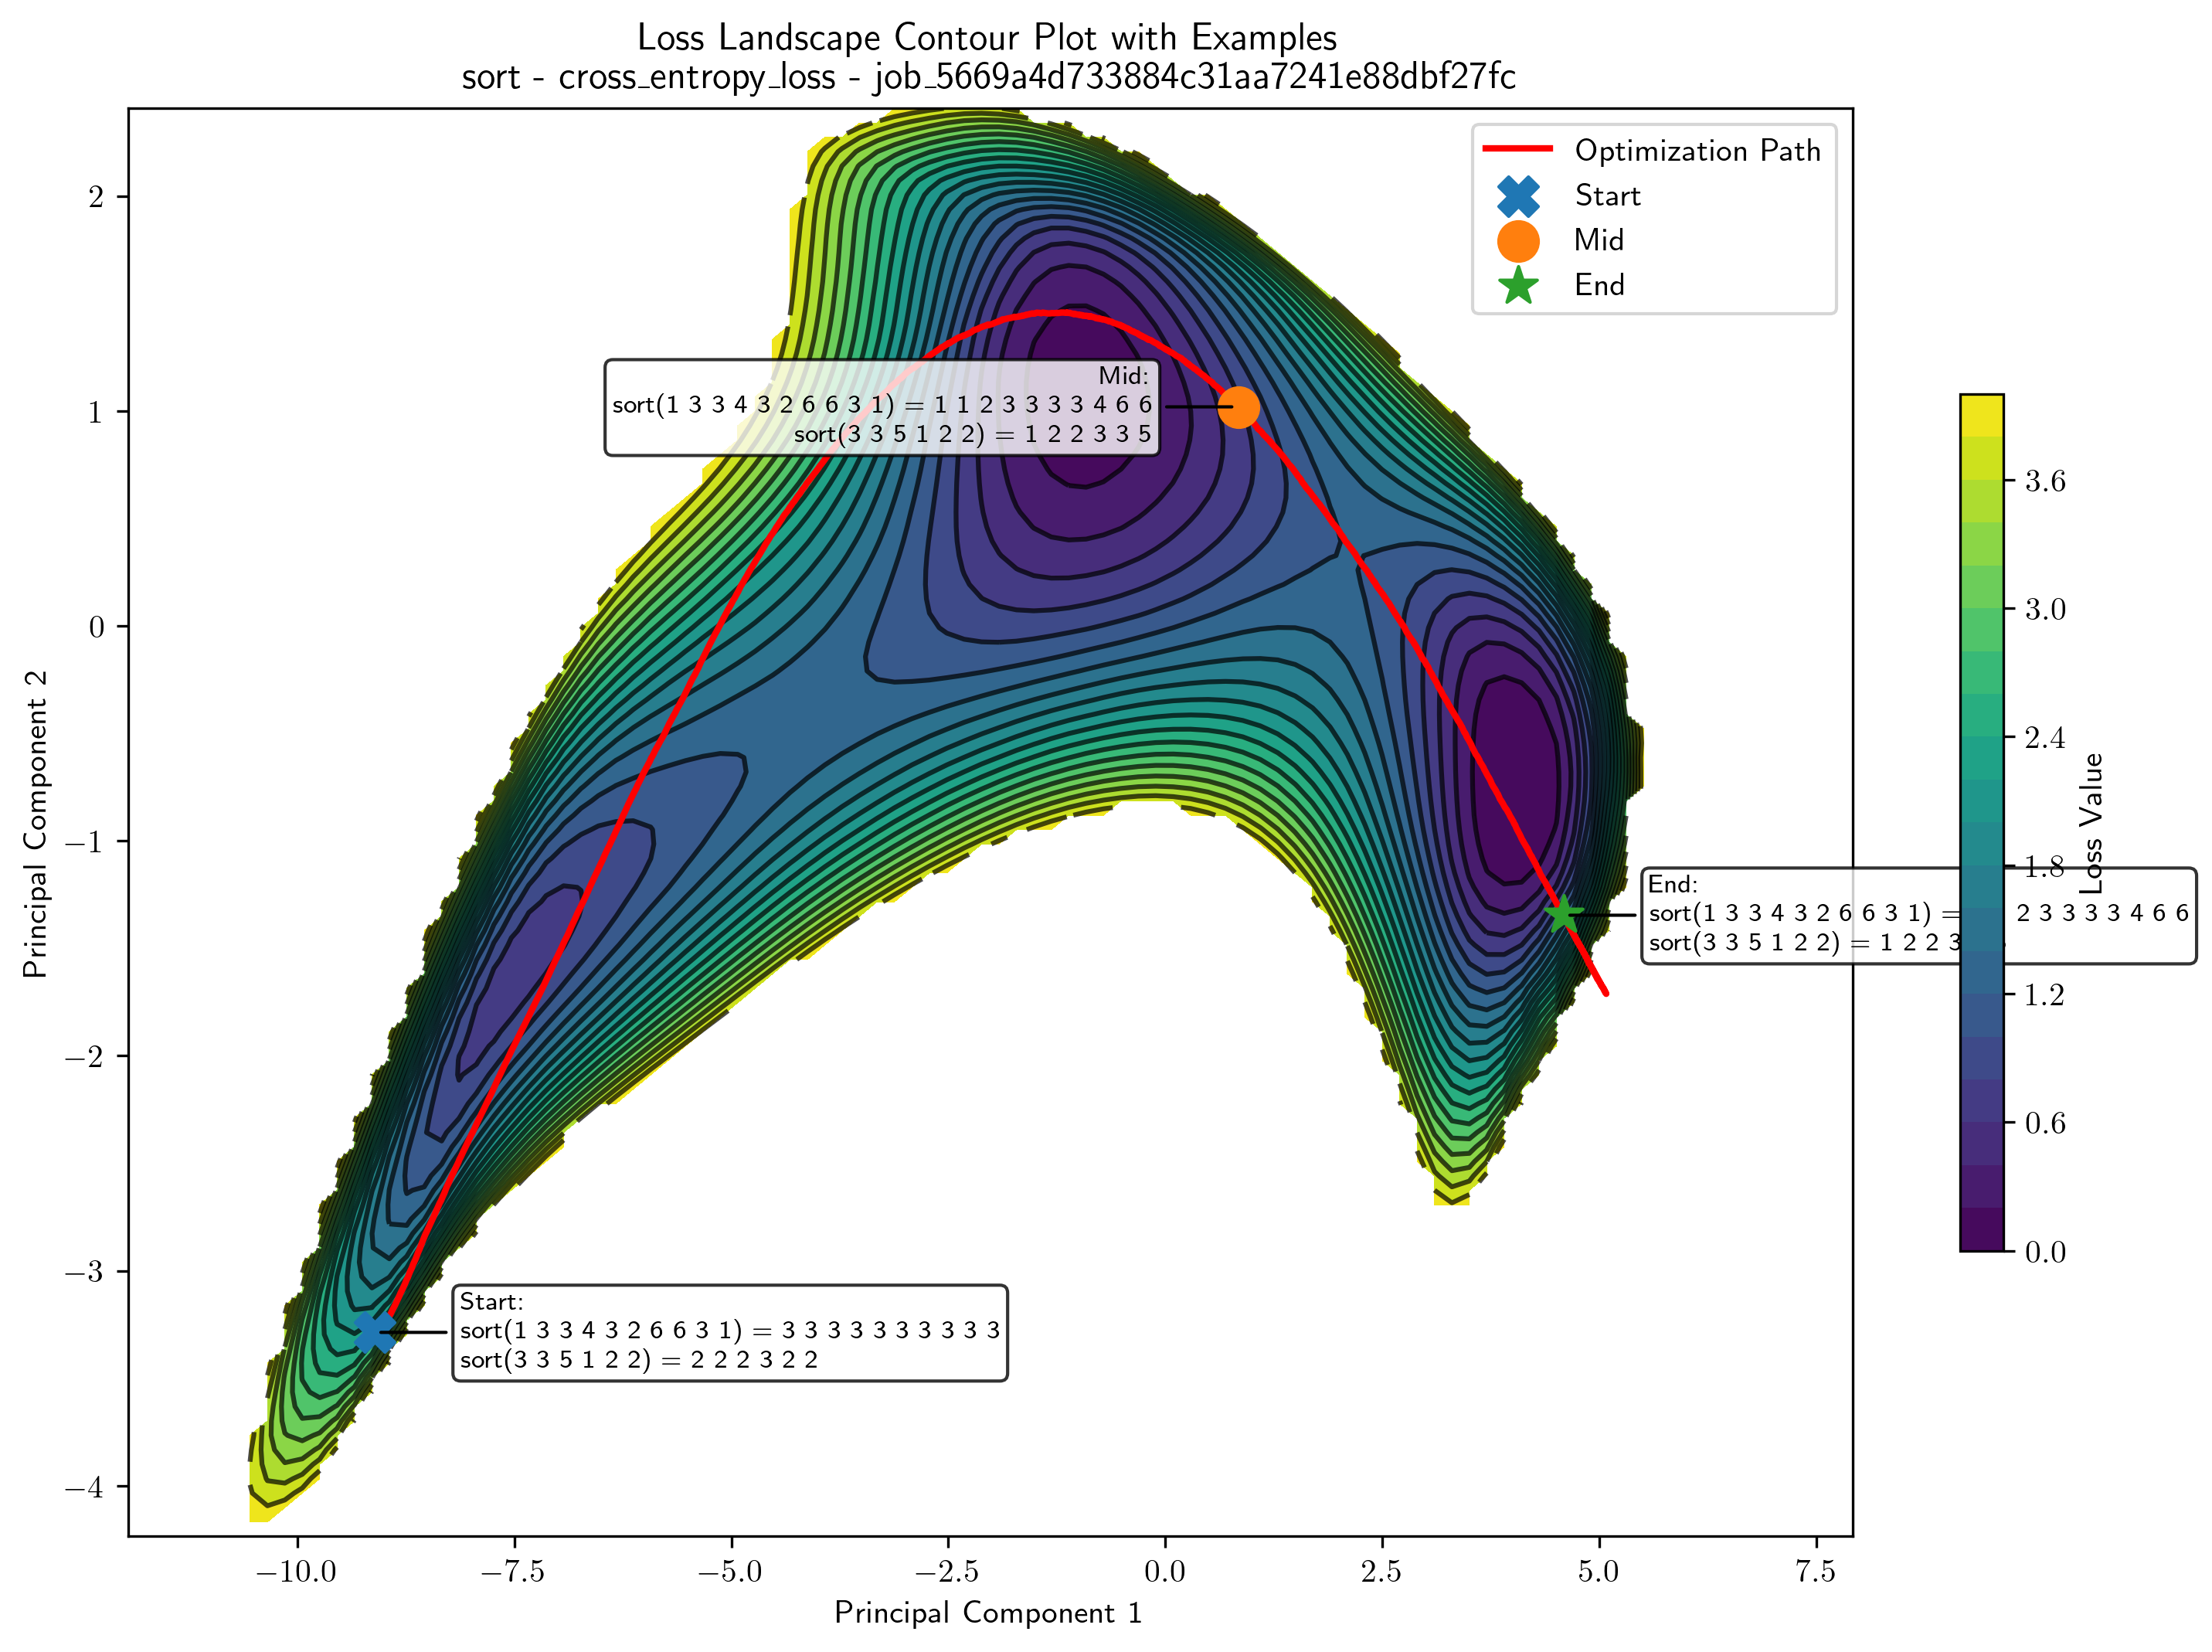 Loss Landscape Contour Plot with Examples
sort - cross_entropy_loss - job_5669a4d733884c31aa7241e88dbf27fc
Optimization Path
Start
Mid
End
Mid:
sort(1 3 3 4 3 2 6 6 3 1) = 1 1 2 3 3 3 3 4 6 6
sort(3 3 5 1 2 2) = 1 2 2 3 3 5
End:
sort(1 3 3 4 3 2 6 6 3 1) = 2 3 3 3 3 4 6 6
sort(3 3 5 1 2 2) = 1 2 2 3
Start:
sort(1 3 3 4 3 2 6 6 3 1) = 3 3 3 3 3 3 3 3 3 3
sort(3 3 5 1 2 2) = 2 2 2 3 2 2
2
1
0
−1
−2
−3
−4
Principal Component 2
−10.0
−7.5
−5.0
−2.5
0.0
2.5
5.0
7.5
Principal Component 1
3.6
3.0
2.4
1.8
1.2
0.6
0.0
Loss Value